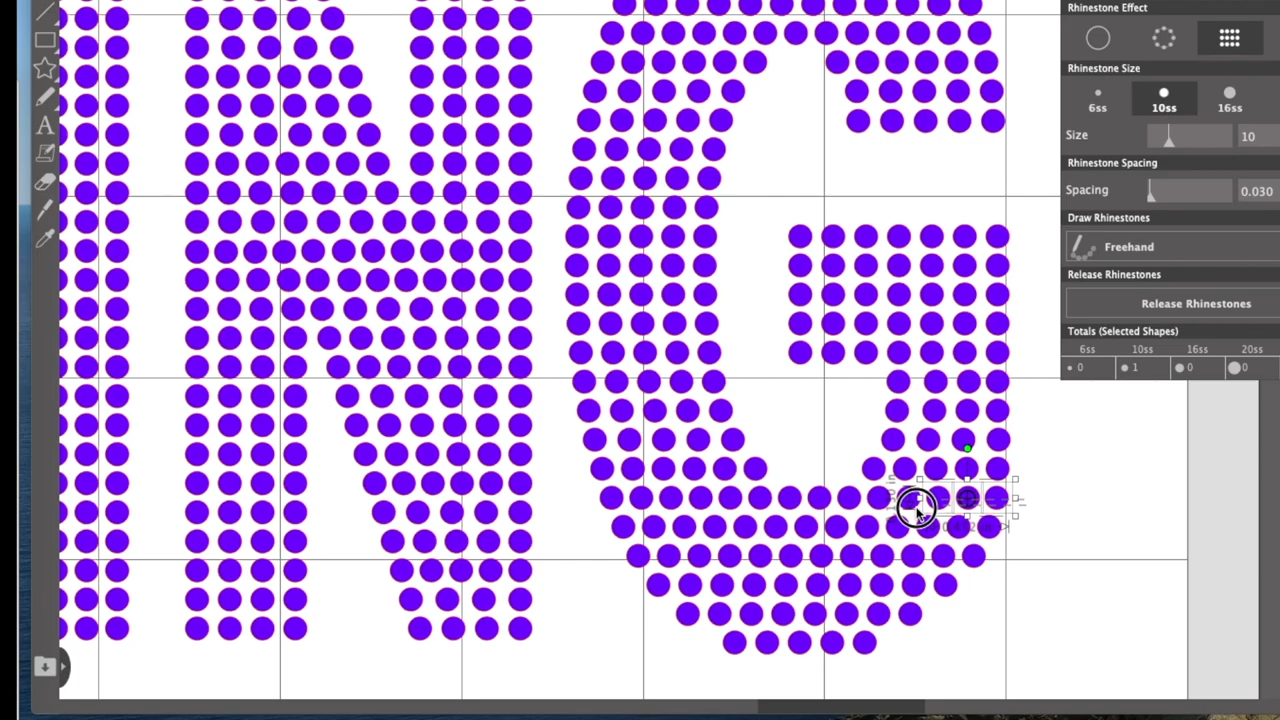 Rhinestone Effect
Rhinestone Size
6ss 10ss 16ss
Size 10
Rhinestone Spacing
Spacing 0.030
Draw Rhinestones
Freehand
Release Rhinestones
Release Rhinestones
Totals (Selected Shapes)
6ss 10ss 16ss 20ss
0 1 0 0
A
NG